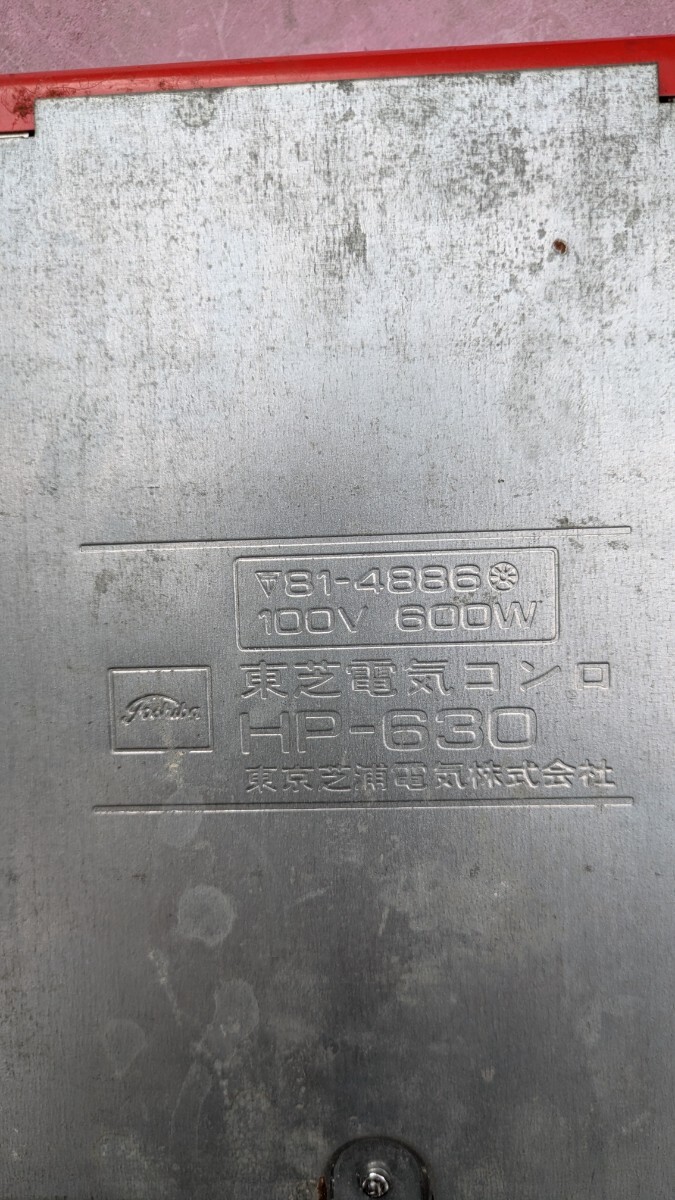 〒81-4886
100V 600W
東芝電気コンロ
Toshiba
HP-630
東京芝浦電気株式会社